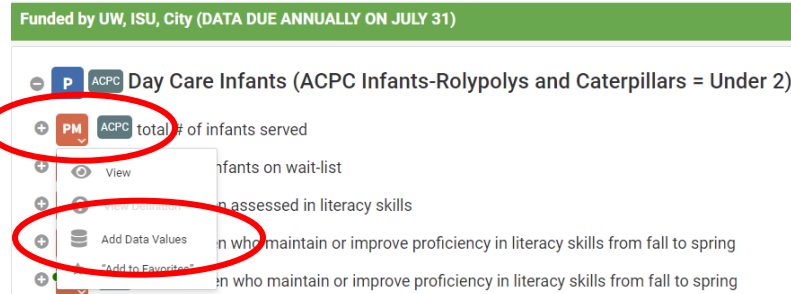 Funded by UW, ISU, City (DATA DUE ANNUALLY ON JULY 31)
P ACPC Day Care Infants (ACPC Infants-Rolypolys and Caterpillars = Under 2)
PM ACPC total # of infants served
View
nfants on wait-list
View Definition
n assessed in literacy skills
Add Data Values
en who maintain or improve proficiency in literacy skills from fall to spring
"Add to Favorites"
en who maintain or improve proficiency in literacy skills from fall to spring